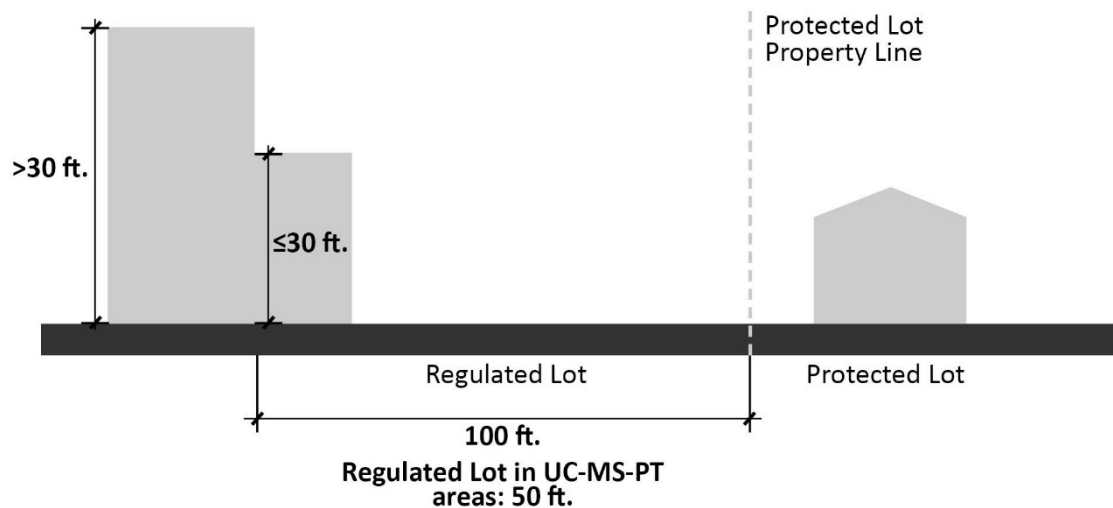 Protected Lot
Property Line
>30 ft.
≤30 ft.
Regulated Lot
Protected Lot
100 ft.
Regulated Lot in UC-MS-PT
areas: 50 ft.